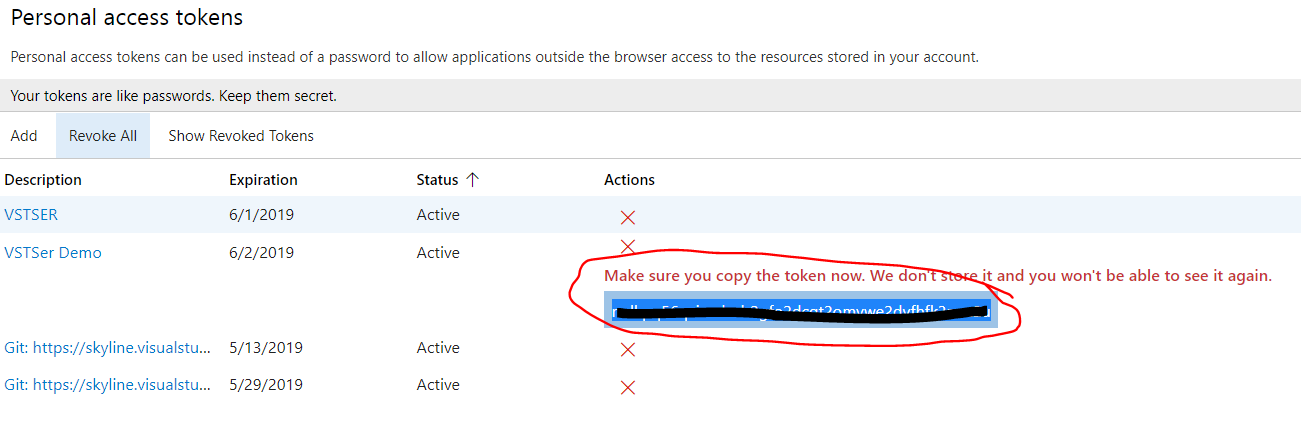 Personal access tokens
Personal access tokens can be used instead of a password to allow applications outside the browser access to the resources stored in your account.
Your tokens are like passwords. Keep them secret.
Add Revoke All Show Revoked Tokens
Description Expiration Status Actions
VSTSER 6/1/2019 Active
VSTSer Demo 6/2/2019 Active
Make sure you copy the token now. We don't store it and you won't be able to see it again.
Git: https://skyline.visualstu... 5/13/2019 Active
Git: https://skyline.visualstu... 5/29/2019 Active